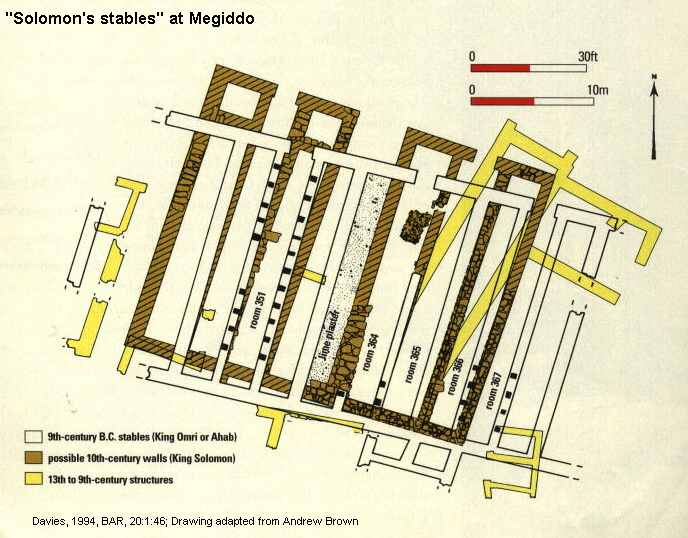 "Solomon's stables" at Megiddo
0 30ft
0 10m
N
room 351
lime plaster
room 364
room 365
room 366
room 367
9th-century B.C. stables (King Omri or Ahab)
possible 10th-century walls (King Solomon)
13th to 9th-century structures
Davies, 1994, BAR, 20:1:46; Drawing adapted from Andrew Brown